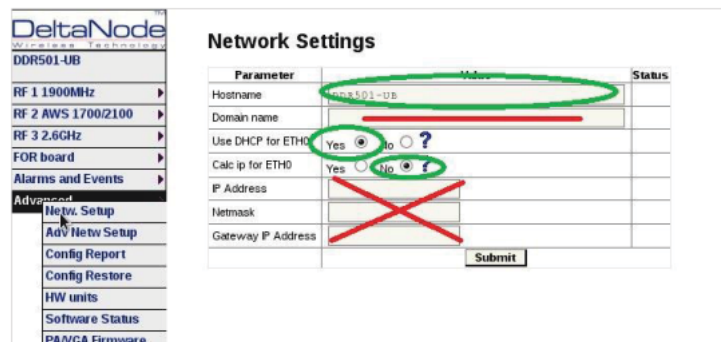 DeltaNode TM
Wireless Technology
DDR501-UB
RF 1 1900MHz
RF 2 AWS 1700/2100
RF 3 2.6GHz
FOR board
Alarms and Events
Advanced
Netw. Setup
Adv Netw Setup
Config Report
Config Restore
HW units
Software Status
PA/VGA Firmware
Network Settings
Parameter Value Status
Hostname DDR501-UB
Domain name
Use DHCP for ETH0 Yes No ?
Calc ip for ETH0 Yes No ?
IP Address
Netmask
Gateway IP Address
Submit